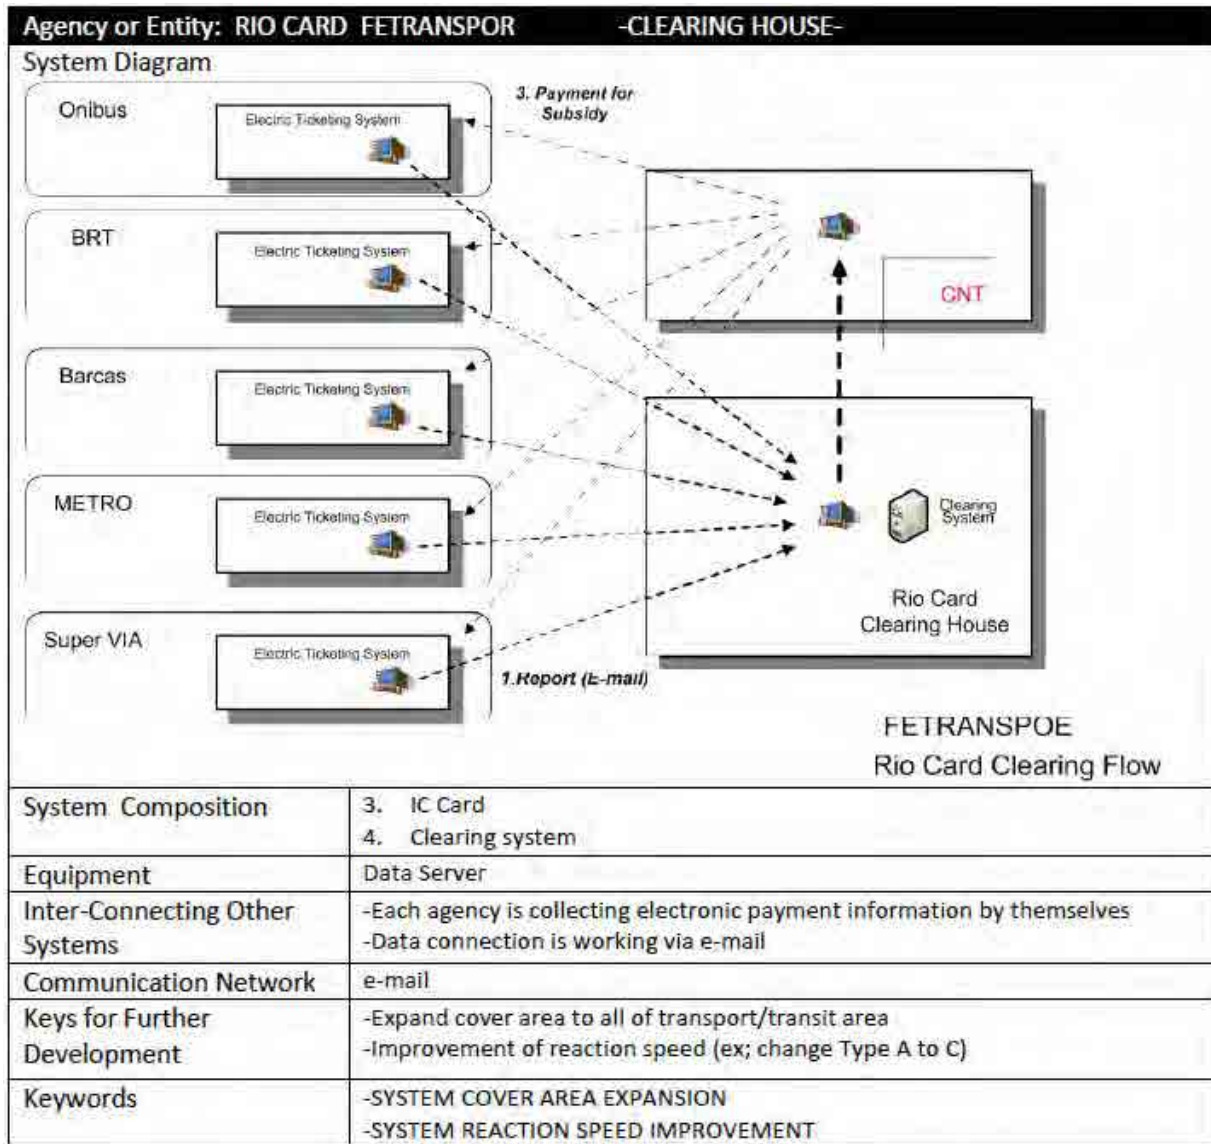 Agency or Entity: RIO CARD FETRANSPOR -CLEARING HOUSE-
System Diagram
Onibus
Electric Ticketing System
3. Payment for
Subsidy
BRT
Electric Ticketing System
CNT
Barcas
Electric Ticketing System
METRO
Electric Ticketing System
Clearing
System
Rio Card
Clearing House
Super VIA
Electric Ticketing System
1.Report (E-mail)
FETRANSPOE
Rio Card Clearing Flow
System Composition
3. IC Card
4. Clearing system
Equipment
Data Server
Inter-Connecting Other
Systems
-Each agency is collecting electronic payment information by themselves
-Data connection is working via e-mail
Communication Network
e-mail
Keys for Further
Development
-Expand cover area to all of transport/transit area
-Improvement of reaction speed (ex; change Type A to C)
Keywords
-SYSTEM COVER AREA EXPANSION
-SYSTEM REACTION SPEED IMPROVEMENT